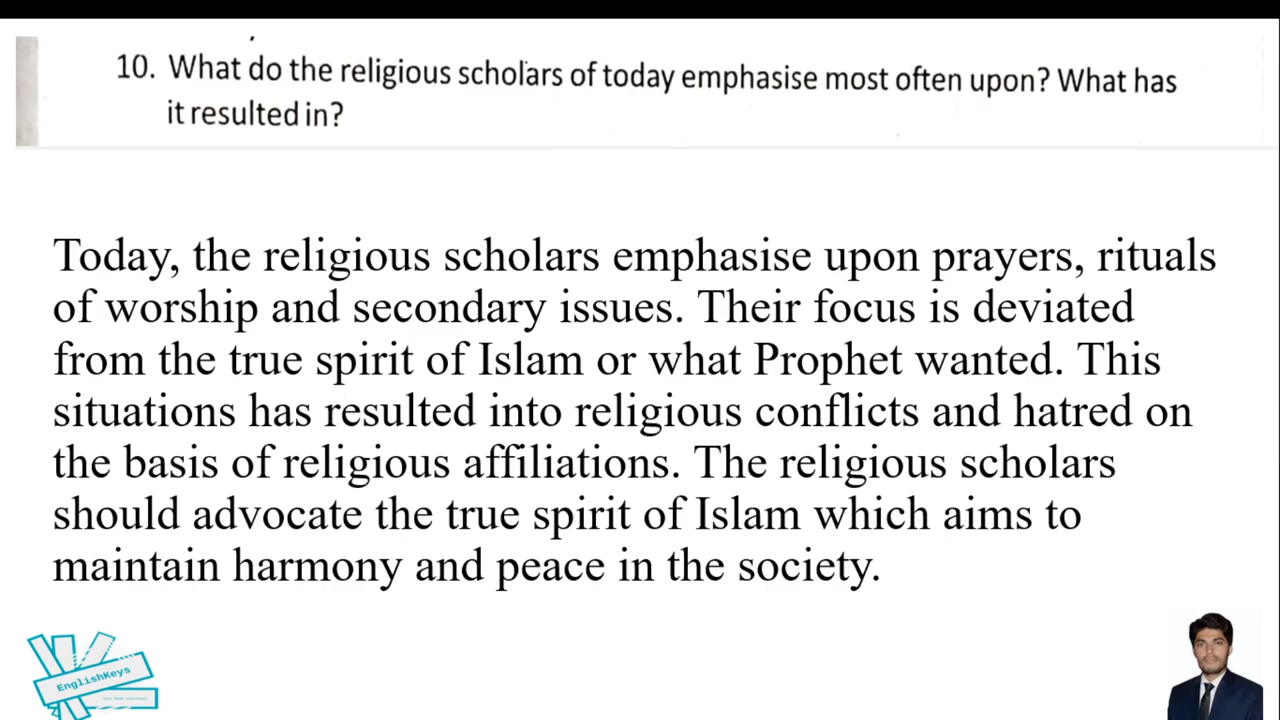 10. What do the religious scholars of today emphasise most often upon? What has
it resulted in?
Today, the religious scholars emphasise upon prayers, rituals
of worship and secondary issues. Their focus is deviated
from the true spirit of Islam or what Prophet wanted. This
situations has resulted into religious conflicts and hatred on
the basis of religious affiliations. The religious scholars
should advocate the true spirit of Islam which aims to
maintain harmony and peace in the society.
EnglishKeys